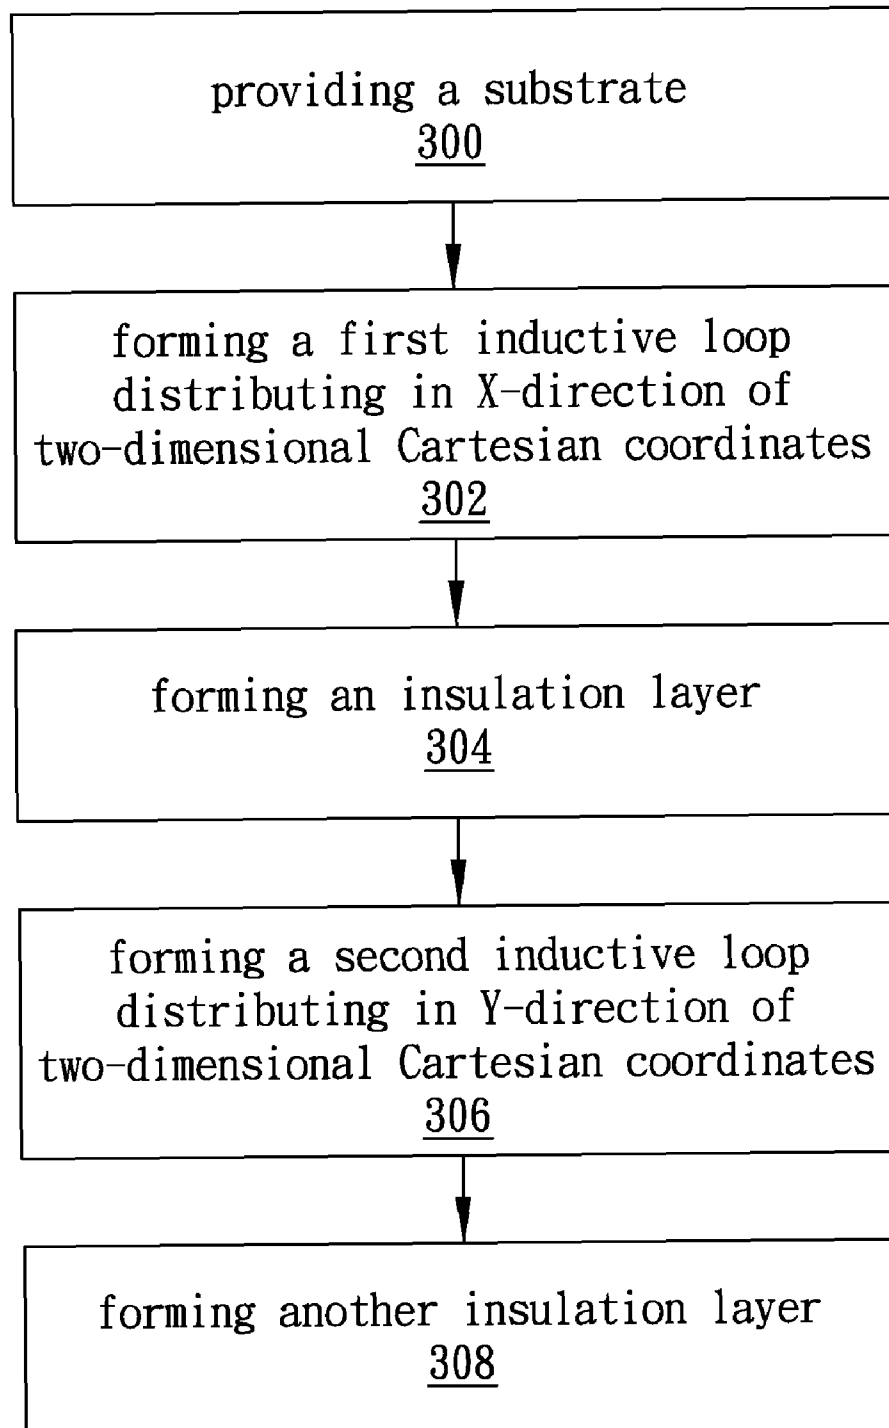 providing a substrate
300
forming a first inductive loop
distributing in X-direction of
two-dimensional Cartesian coordinates
302
forming an insulation layer
304
forming a second inductive loop
distributing in Y-direction of
two-dimensional Cartesian coordinates
306
forming another insulation layer
308